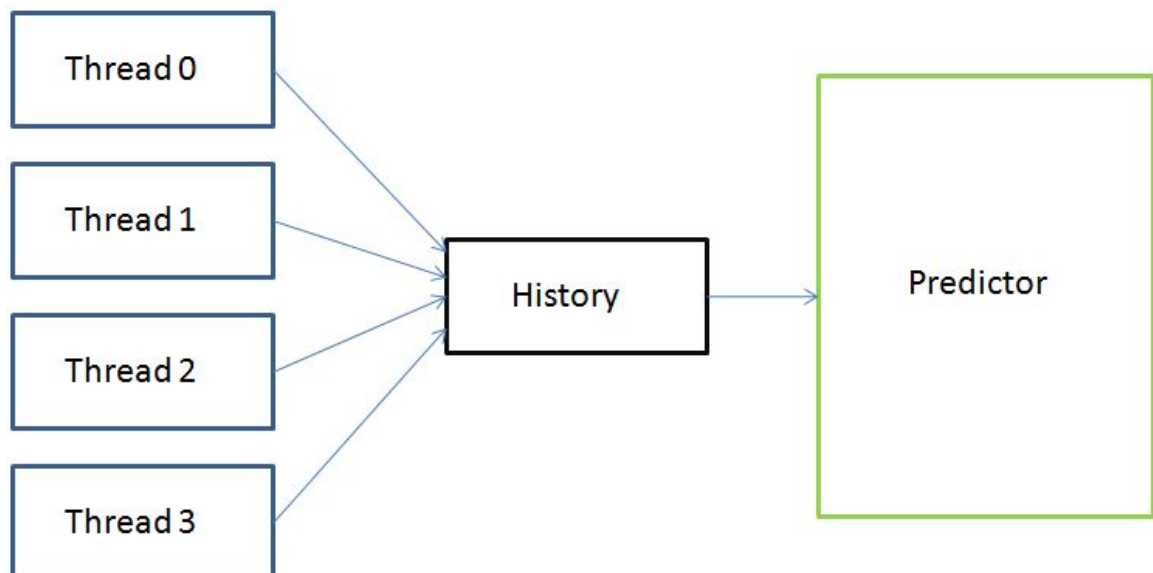 Thread 0
Thread 1
Thread 2
Thread 3
History
Predictor